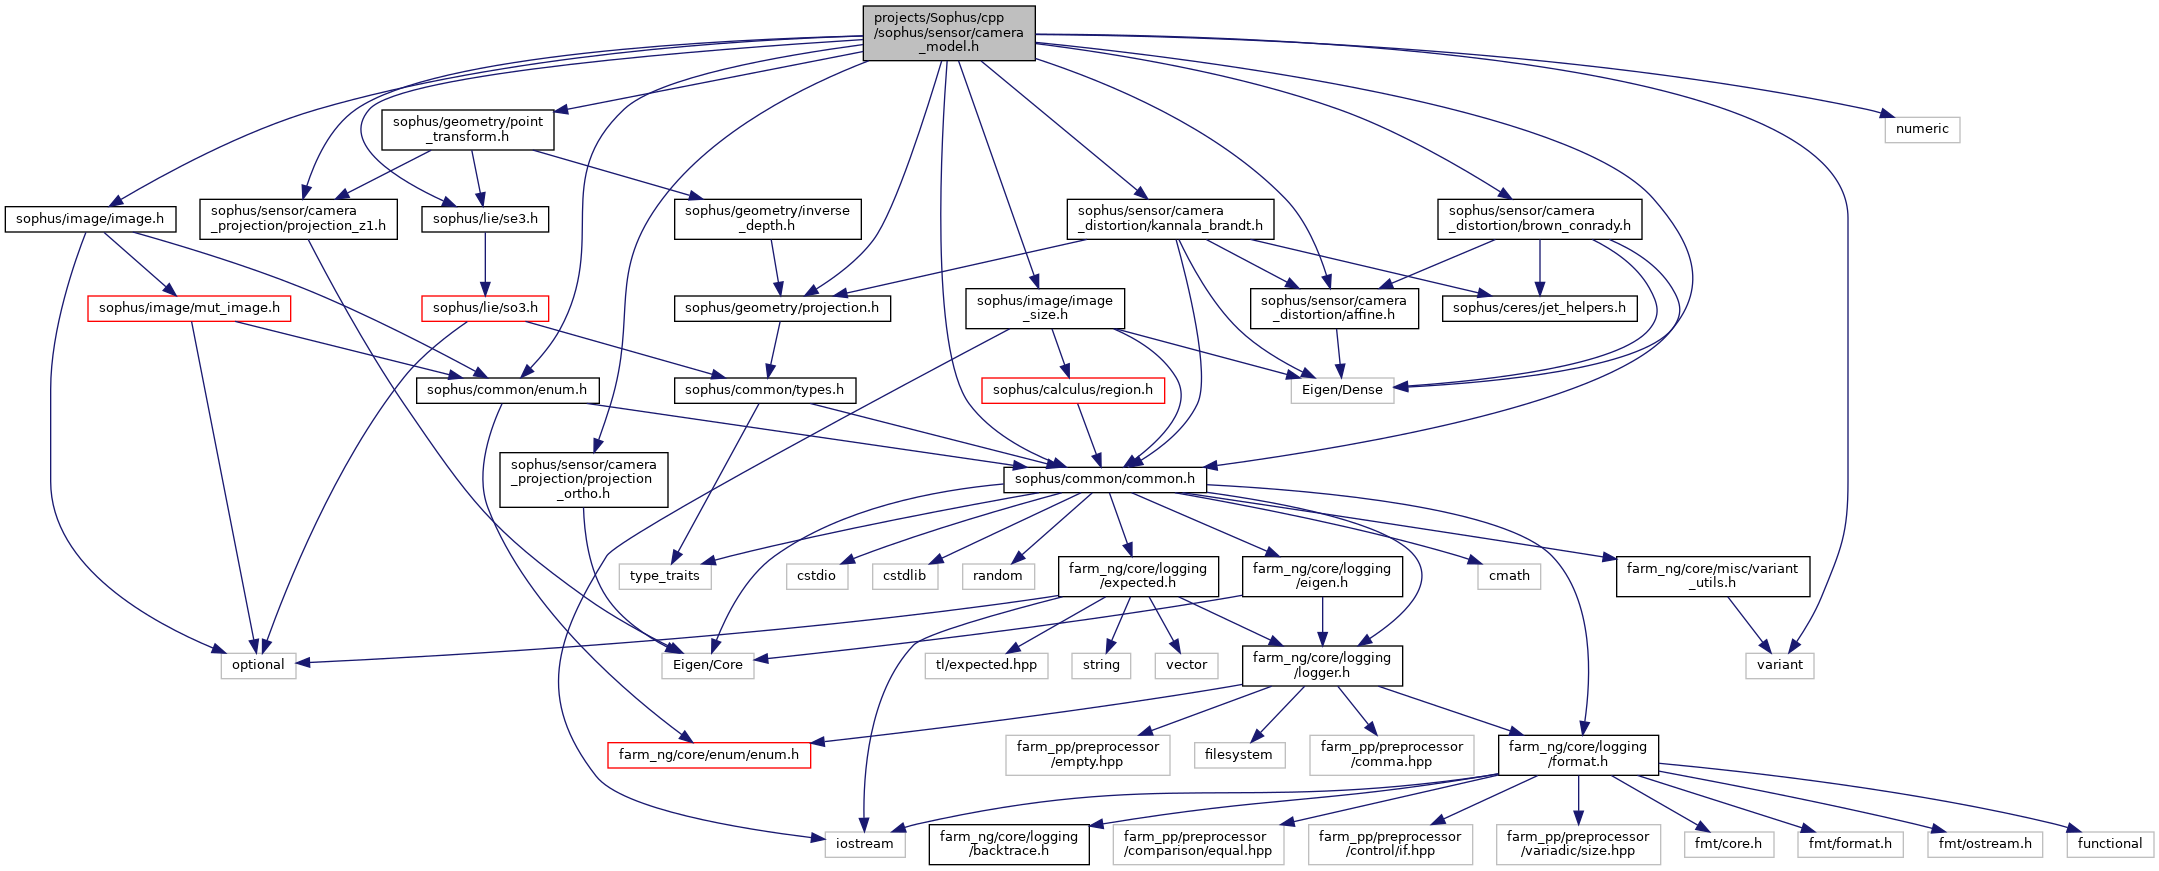 projects/Sophus/cpp
/sophus/sensor/camera
_model.h
sophus/geometry/point
_transform.h
numeric
sophus/image/image.h
sophus/sensor/camera
_projection/projection_z1.h
sophus/lie/se3.h
sophus/geometry/inverse
_depth.h
sophus/sensor/camera
_distortion/kannala_brandt.h
sophus/sensor/camera
_distortion/brown_conrady.h
sophus/image/mut_image.h
sophus/lie/so3.h
sophus/geometry/projection.h
sophus/image/image
_size.h
sophus/sensor/camera
_distortion/affine.h
sophus/ceres/jet_helpers.h
sophus/common/enum.h
sophus/common/types.h
sophus/calculus/region.h
Eigen/Dense
sophus/sensor/camera
_projection/projection
_ortho.h
sophus/common/common.h
type_traits
cstdio
cstdlib
random
farm_ng/core/logging
/expected.h
farm_ng/core/logging
/eigen.h
cmath
farm_ng/core/misc/variant
_utils.h
optional
Eigen/Core
tl/expected.hpp
string
vector
farm_ng/core/logging
/logger.h
variant
farm_ng/core/enum/enum.h
farm_pp/preprocessor
/empty.hpp
filesystem
farm_pp/preprocessor
/comma.hpp
farm_ng/core/logging
/format.h
iostream
farm_ng/core/logging
/backtrace.h
farm_pp/preprocessor
/comparison/equal.hpp
farm_pp/preprocessor
/control/if.hpp
farm_pp/preprocessor
/variadic/size.hpp
fmt/core.h
fmt/format.h
fmt/ostream.h
functional